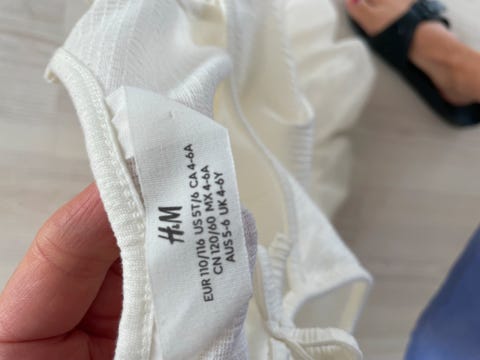 H&M
EUR 110/116 US 5T/6 CA 4-6A
CN 120/60 MX 4-6A
AUS 5-6 UK 4-6Y